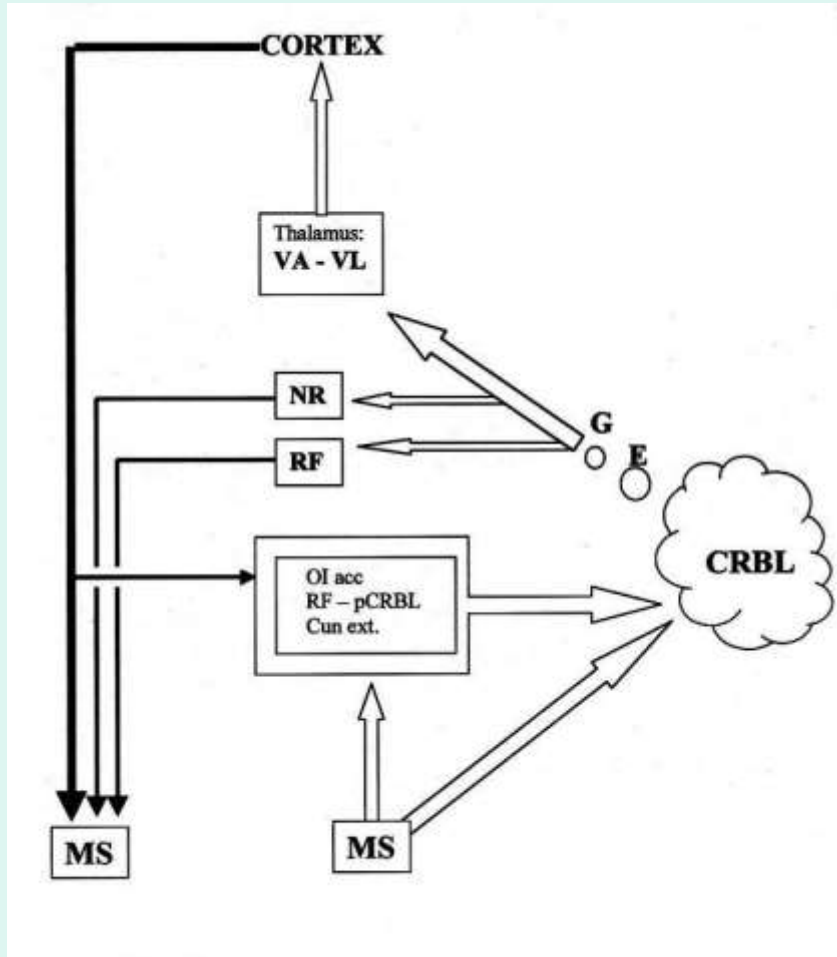 CORTEX
Thalamus:
VA - VL
NR
G
RF
E
CRBL
OI acc
RF – pCRBL
Cun ext.
MS
MS